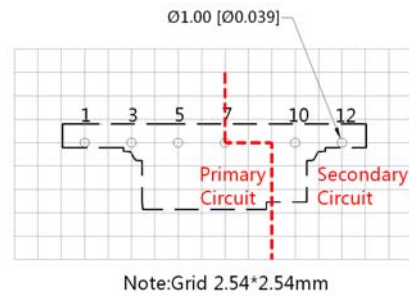 Ø1.00 [Ø0.039]
1 3 5 7 10 12
Primary Secondary
Circuit Circuit
Note:Grid 2.54*2.54mm